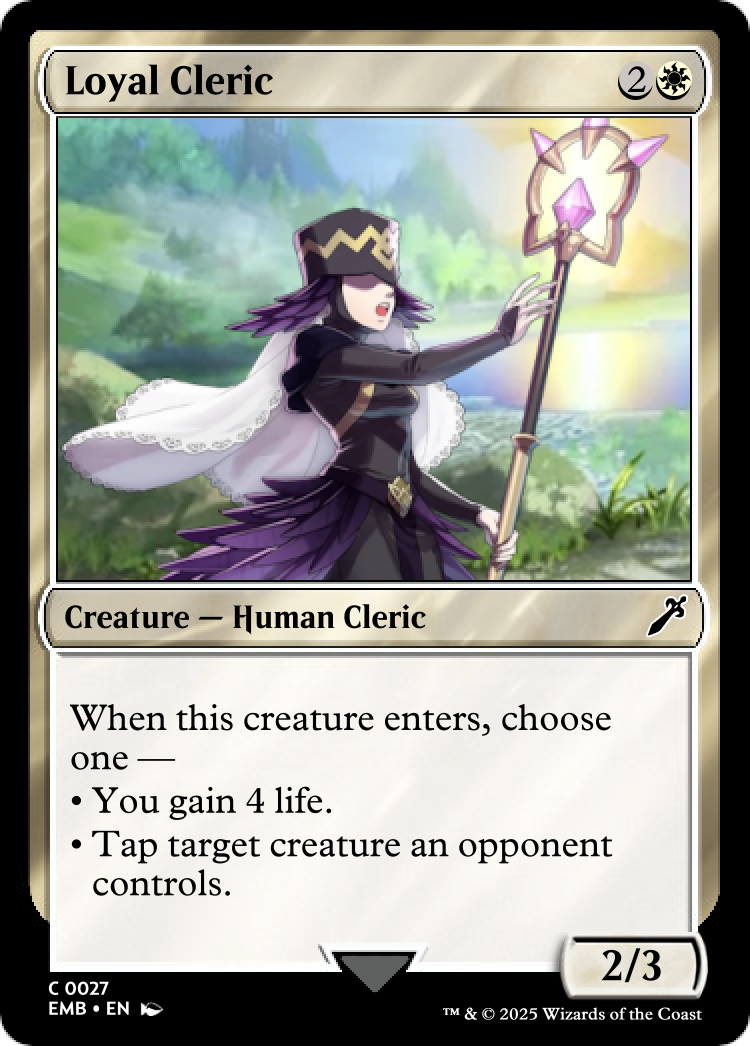 Loyal Cleric 2
Creature — Human Cleric
When this creature enters, choose
one —
• You gain 4 life.
• Tap target creature an opponent
controls.
2/3
C 0027
EMB • EN
™ & © 2025 Wizards of the Coast